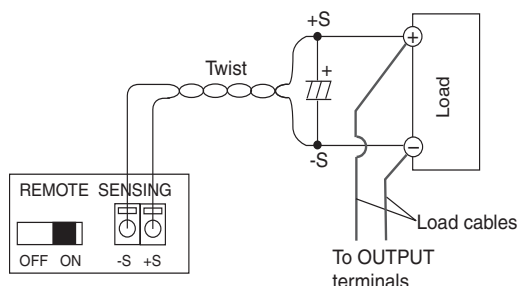 +S
Twist
+
+
Load
-S
−
REMOTE SENSING
OFF ON
-S +S
Load cables
To OUTPUT
terminals